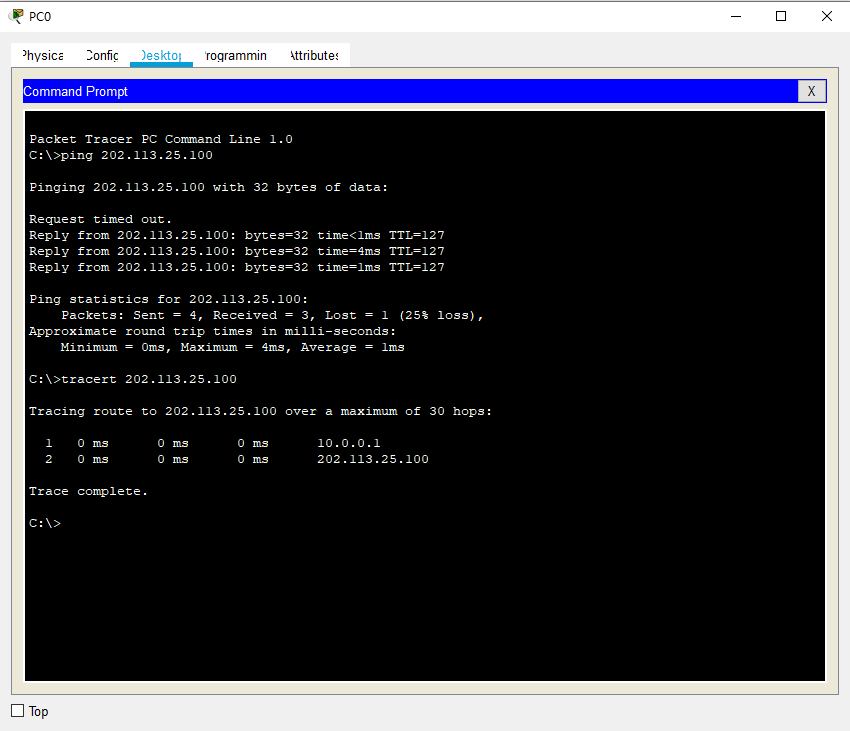 PC0
Physica Config Desktop rogrammin Attributes
Command Prompt X
Packet Tracer PC Command Line 1.0
C:\>ping 202.113.25.100
Pinging 202.113.25.100 with 32 bytes of data:
Request timed out.
Reply from 202.113.25.100: bytes=32 time<1ms TTL=127
Reply from 202.113.25.100: bytes=32 time=4ms TTL=127
Reply from 202.113.25.100: bytes=32 time=1ms TTL=127
Ping statistics for 202.113.25.100:
Packets: Sent = 4, Received = 3, Lost = 1 (25% loss),
Approximate round trip times in milli-seconds:
Minimum = 0ms, Maximum = 4ms, Average = 1ms
C:\>tracert 202.113.25.100
Tracing route to 202.113.25.100 over a maximum of 30 hops:
1 0 ms 0 ms 0 ms 10.0.0.1
2 0 ms 0 ms 0 ms 202.113.25.100
Trace complete.
C:\>
Top